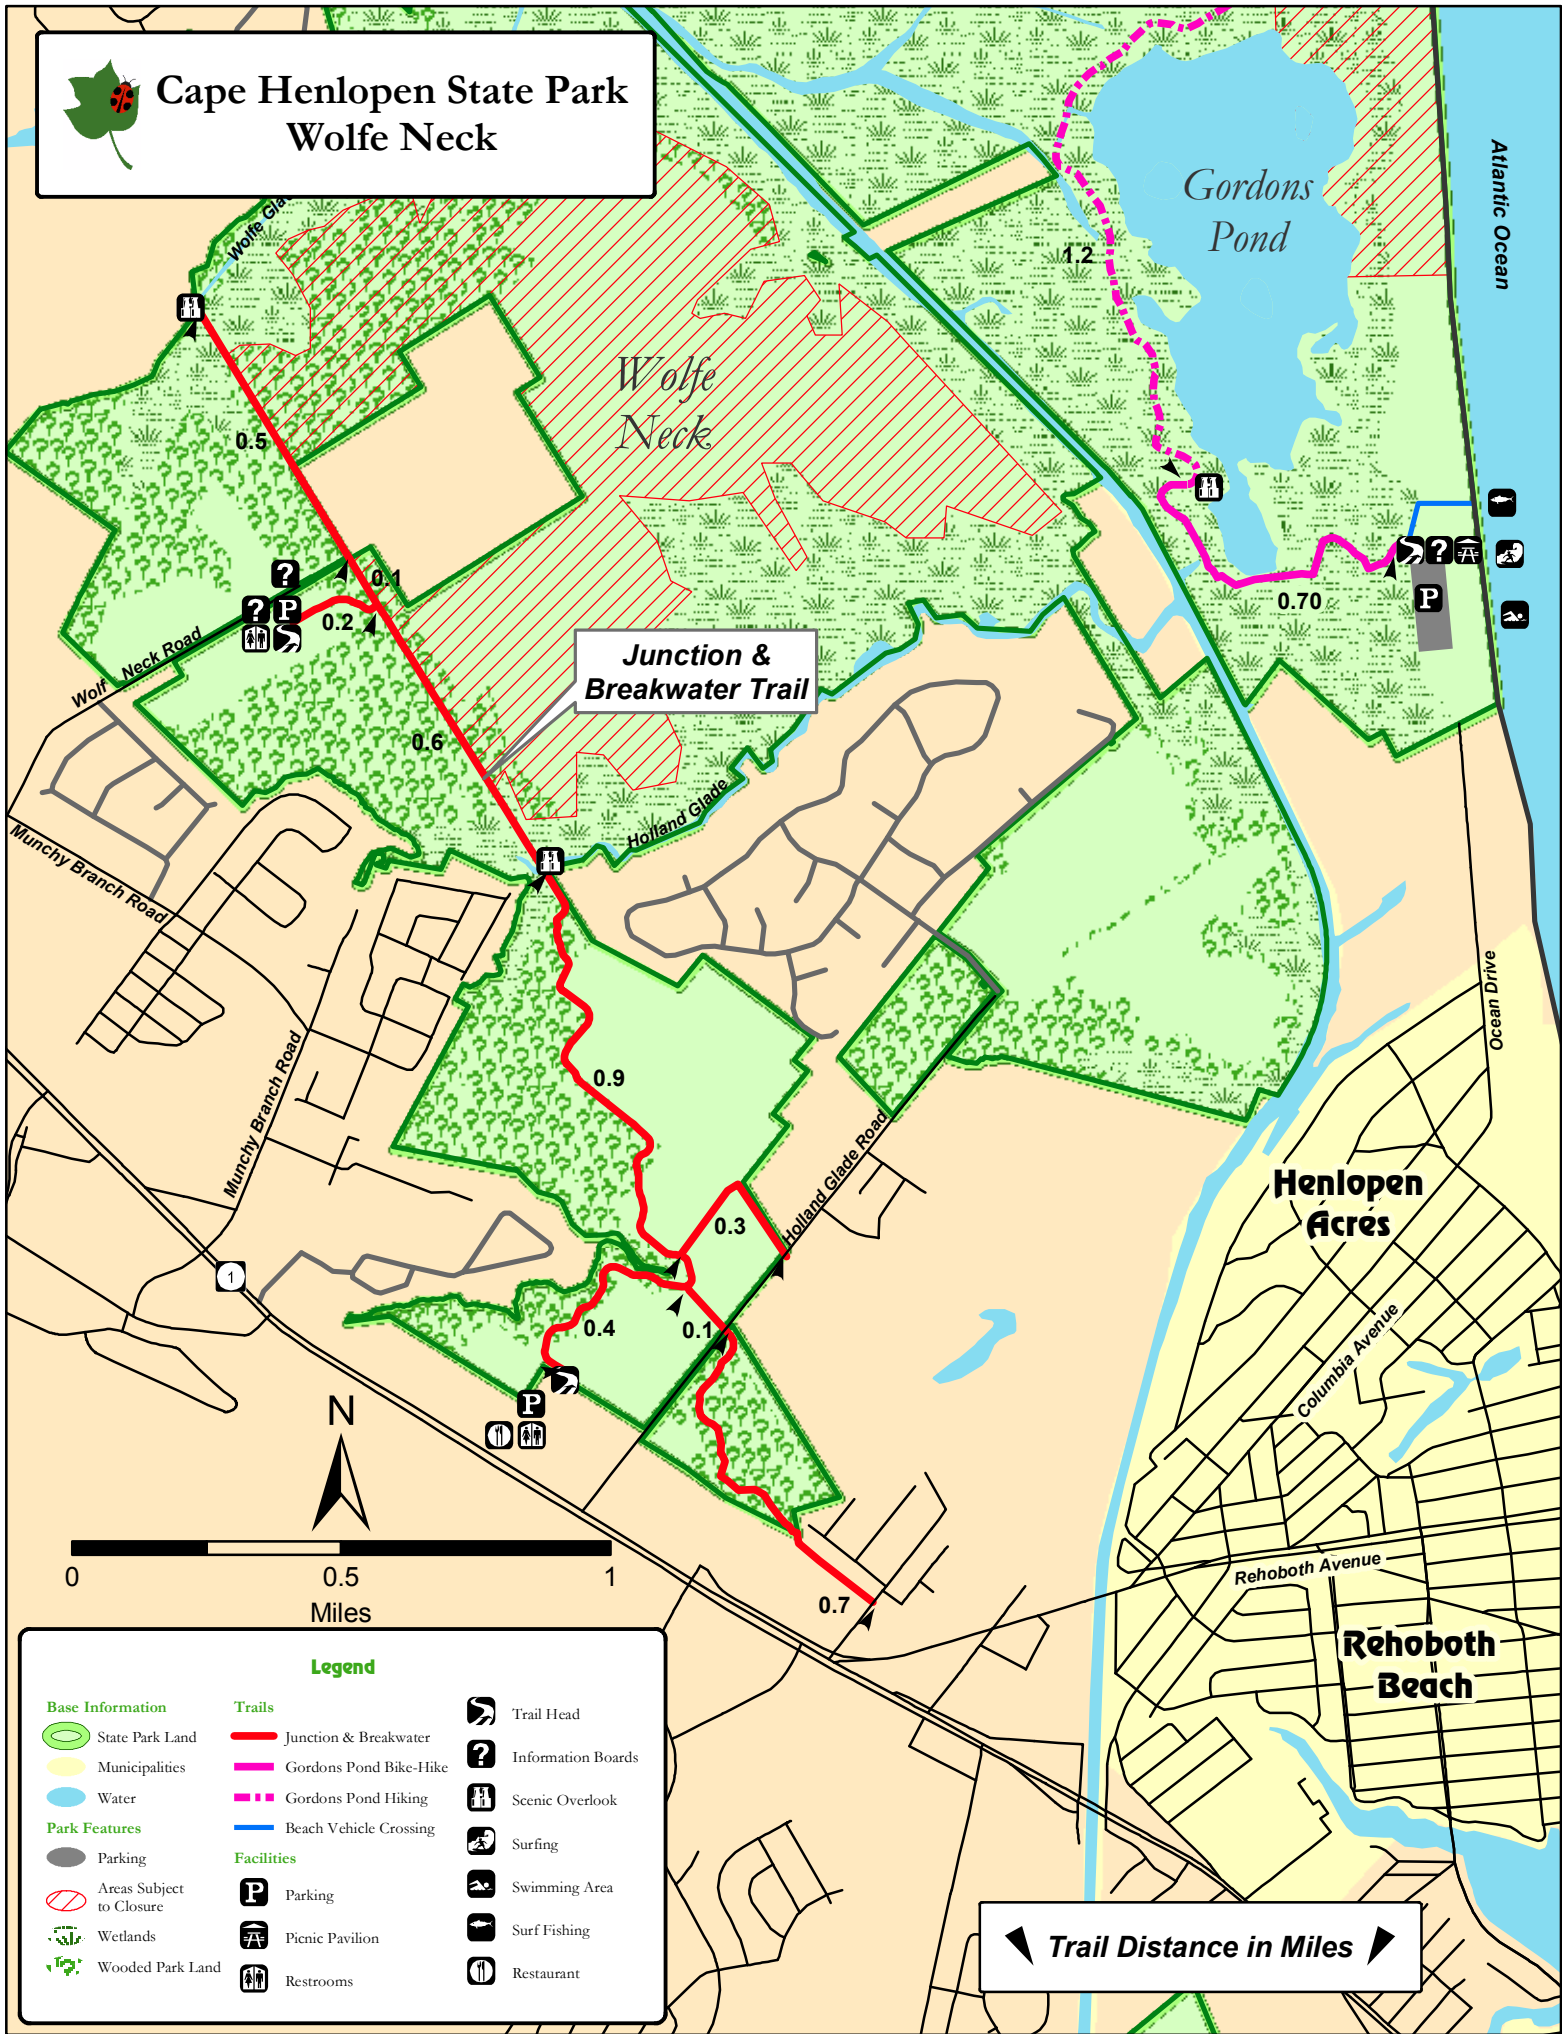 Cape Henlopen State Park
Wolfe Neck
Wolfe Glad
Gordons
Pond
Atlantic Ocean
1.2
Wolfe
Neck
0.5
0.1
0.2
0.70
?
?
P
?
P
Wolf Neck Road
Junction &
Breakwater Trail
0.6
Holland Glade
Munchy Branch Road
Ocean Drive
0.9
Munchy Branch Road
Holland Glade Road
Henlopen
Acres
0.3
1
0.4
0.1
Columbia Avenue
P
N
0
0.5
1
Miles
Rehoboth Avenue
0.7
Rehoboth
Beach
Legend
Base Information
State Park Land
Municipalities
Water
Park Features
Parking
Areas Subject
to Closure
Wetlands
Wooded Park Land
Trails
Junction & Breakwater
Gordons Pond Bike-Hike
Gordons Pond Hiking
Beach Vehicle Crossing
Facilities
P Parking
Picnic Pavilion
Restrooms
Trail Head
? Information Boards
Scenic Overlook
Surfing
Swimming Area
Surf Fishing
Restaurant
Trail Distance in Miles